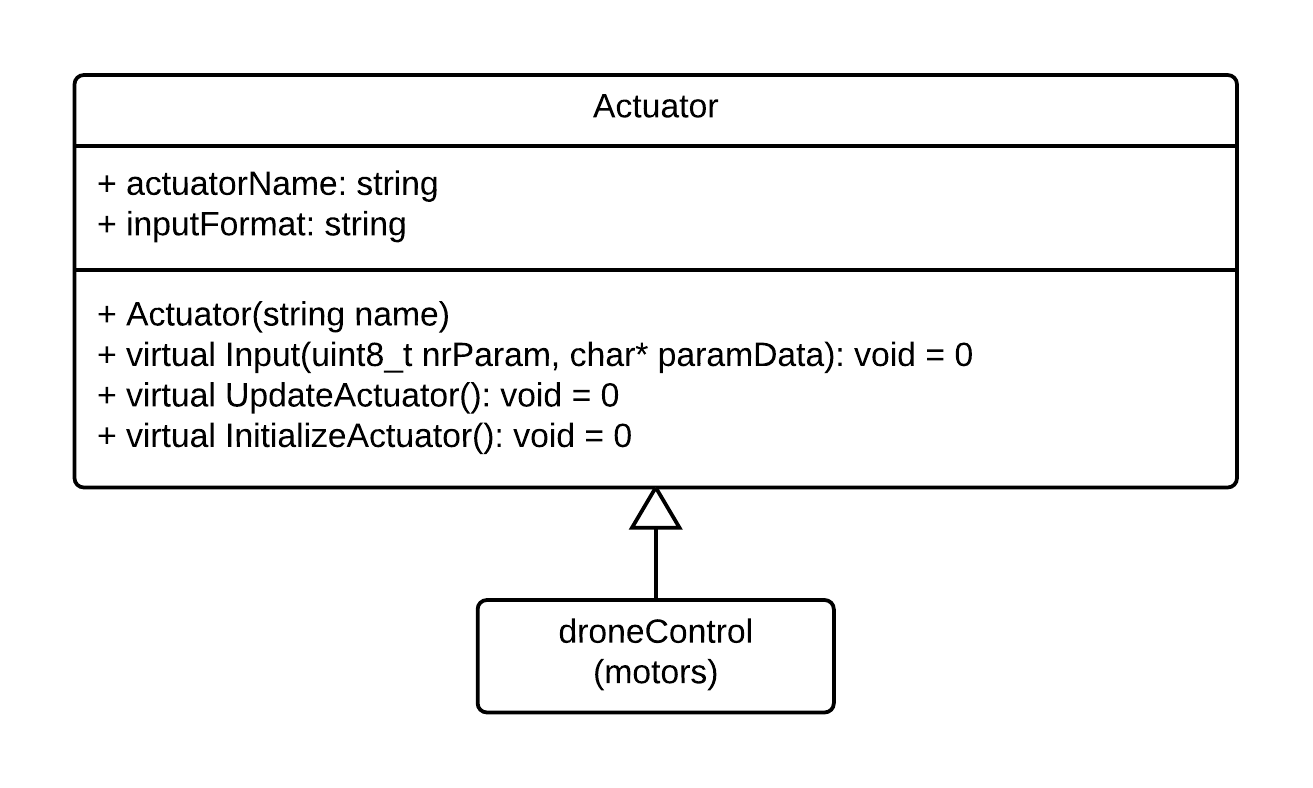 Actuator
+ actuatorName: string
+ inputFormat: string
+ Actuator(string name)
+ virtual Input(uint8_t nrParam, char* paramData): void = 0
+ virtual UpdateActuator(): void = 0
+ virtual InitializeActuator(): void = 0
droneControl
(motors)